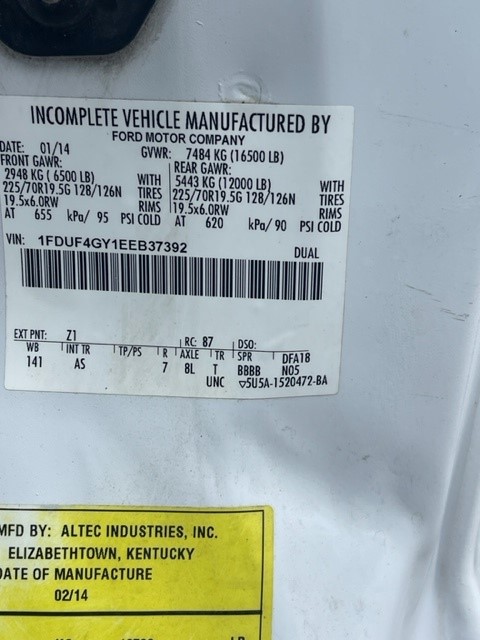 INCOMPLETE VEHICLE MANUFACTURED BY
FORD MOTOR COMPANY
DATE: 01/14 GVWR: 7484 KG (16500 LB)
FRONT GAWR: REAR GAWR:
2948 KG ( 6500 LB) WITH 5443 KG (12000 LB) WITH
225/70R19.5G 128/126N TIRES 225/70R19.5G 128/126N TIRES
19.5x6.0RW RIMS 19.5x6.0RW RIMS
AT 655 kPa/ 95 PSI COLD AT 620 kPa/ 90 PSI COLD
VIN: 1FDUF4GY1EEB37392 DUAL
EXT PNT: Z1 RC: 87 DSO:
WB INT TR TP/PS R AXLE TR SPR DFA18
141 AS 7 8L T BBBB N05
UNC ▽5U5A-1520472-BA
MFD BY: ALTEC INDUSTRIES, INC.
ELIZABETHTOWN, KENTUCKY
DATE OF MANUFACTURE
02/14